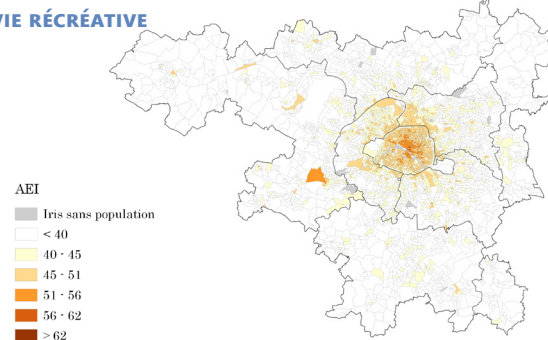 VIE RÉCRÉATIVE
AEI
Iris sans population
< 40
40 - 45
45 - 51
51 - 56
56 - 62
> 62